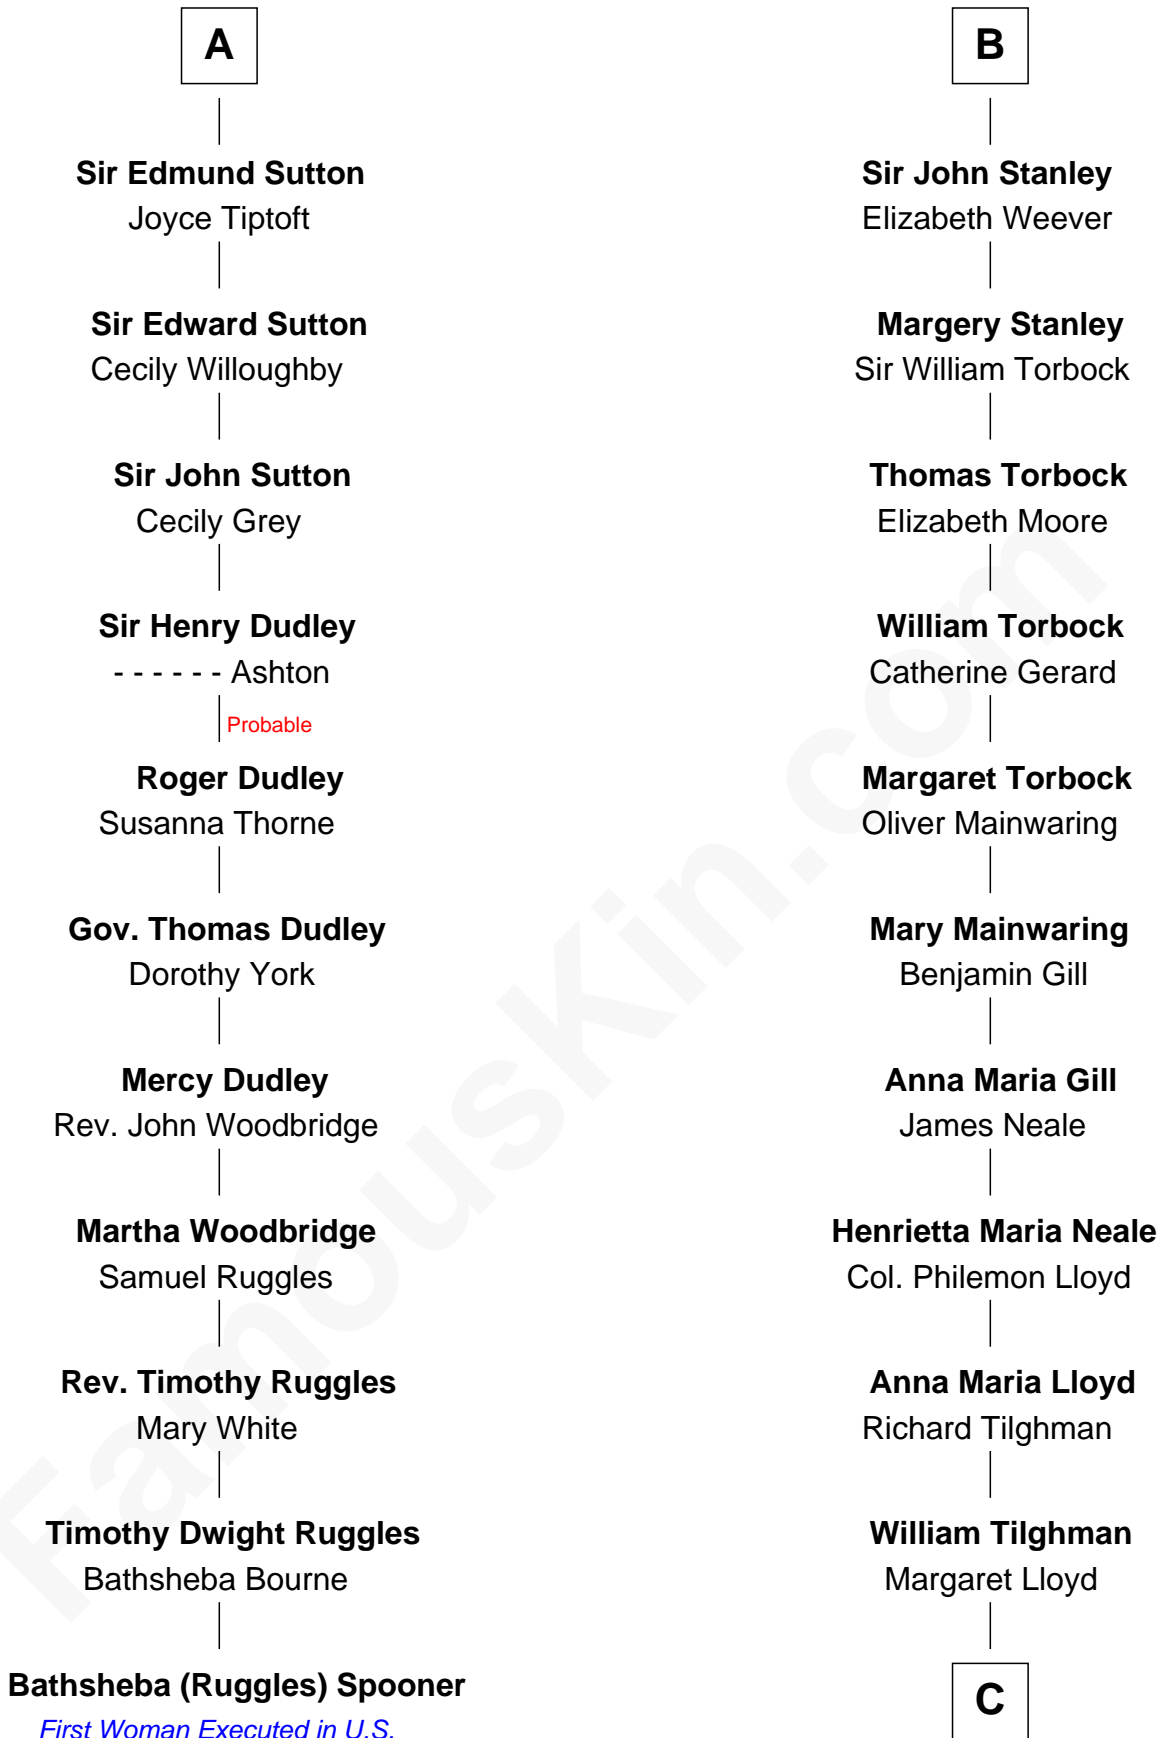 A
Sir Edmund Sutton
Joyce Tiptoft
Sir Edward Sutton
Cecily Willoughby
Sir John Sutton
Cecily Grey
Sir Henry Dudley
- - - - - - Ashton
Probable
Roger Dudley
Susanna Thorne
Gov. Thomas Dudley
Dorothy York
Mercy Dudley
Rev. John Woodbridge
Martha Woodbridge
Samuel Ruggles
Rev. Timothy Ruggles
Mary White
Timothy Dwight Ruggles
Bathsheba Bourne
Bathsheba (Ruggles) Spooner
First Woman Executed in U.S.
B
Sir John Stanley
Elizabeth Weever
Margery Stanley
Sir William Torbock
Thomas Torbock
Elizabeth Moore
William Torbock
Catherine Gerard
Margaret Torbock
Oliver Mainwaring
Mary Mainwaring
Benjamin Gill
Anna Maria Gill
James Neale
Henrietta Maria Neale
Col. Philemon Lloyd
Anna Maria Lloyd
Richard Tilghman
William Tilghman
Margaret Lloyd
C
FamousKin.com